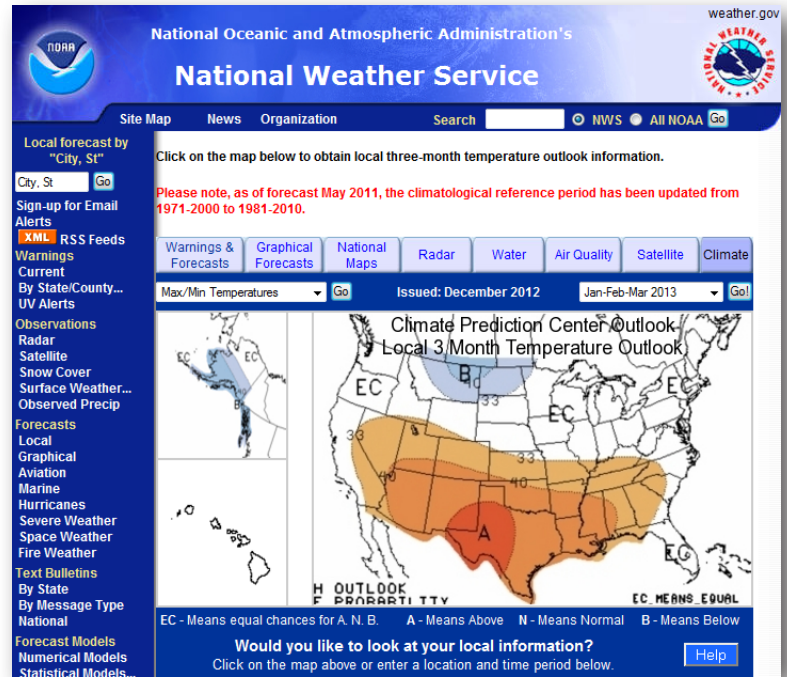 weather.gov
NOAA
National Oceanic and Atmospheric Administration's
National Weather Service
NATIONAL WEATHER SERVICE
Site Map News Organization Search NWS All NOAA Go
Local forecast by
"City, St"
City, St Go
Sign-up for Email
Alerts
XML RSS Feeds
Warnings
Current
By State/County...
UV Alerts
Observations
Radar
Satellite
Snow Cover
Surface Weather...
Observed Precip
Forecasts
Local
Graphical
Aviation
Marine
Hurricanes
Severe Weather
Space Weather
Fire Weather
Text Bulletins
By State
By Message Type
National
Forecast Models
Numerical Models
Statistical Models...
Click on the map below to obtain local three-month temperature outlook information.
Please note, as of forecast May 2011, the climatological reference period has been updated from
1971-2000 to 1981-2010.
Warnings & Forecasts Graphical Forecasts National Maps Radar Water Air Quality Satellite Climate
Max/Min Temperatures Go Issued: December 2012 Jan-Feb-Mar 2013 Go!
Climate Prediction Center Outlook
Local 3 Month Temperature Outlook
EC EC
40
B
EC
B
40
33
EC
EC
33
33
40
40
A
EC
H OUTLOOK
EC MEANS EQUAL
EC - Means equal chances for A. N. B. A - Means Above N - Means Normal B - Means Below
Would you like to look at your local information?
Click on the map above or enter a location and time period below.
Help